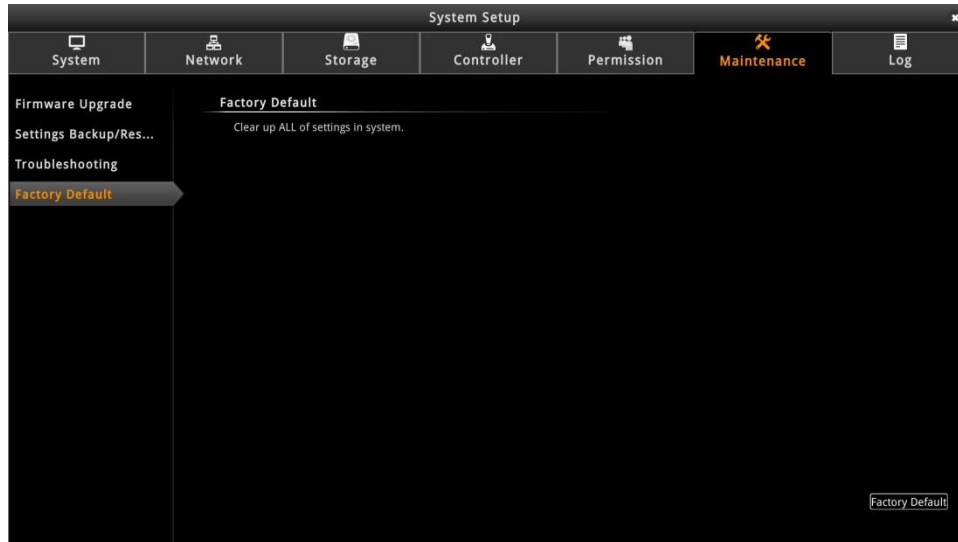 System Setup
System Network Storage Controller Permission Maintenance Log
Firmware Upgrade
Settings Backup/Res...
Troubleshooting
Factory Default
Factory Default
Clear up ALL of settings in system.
Factory Default